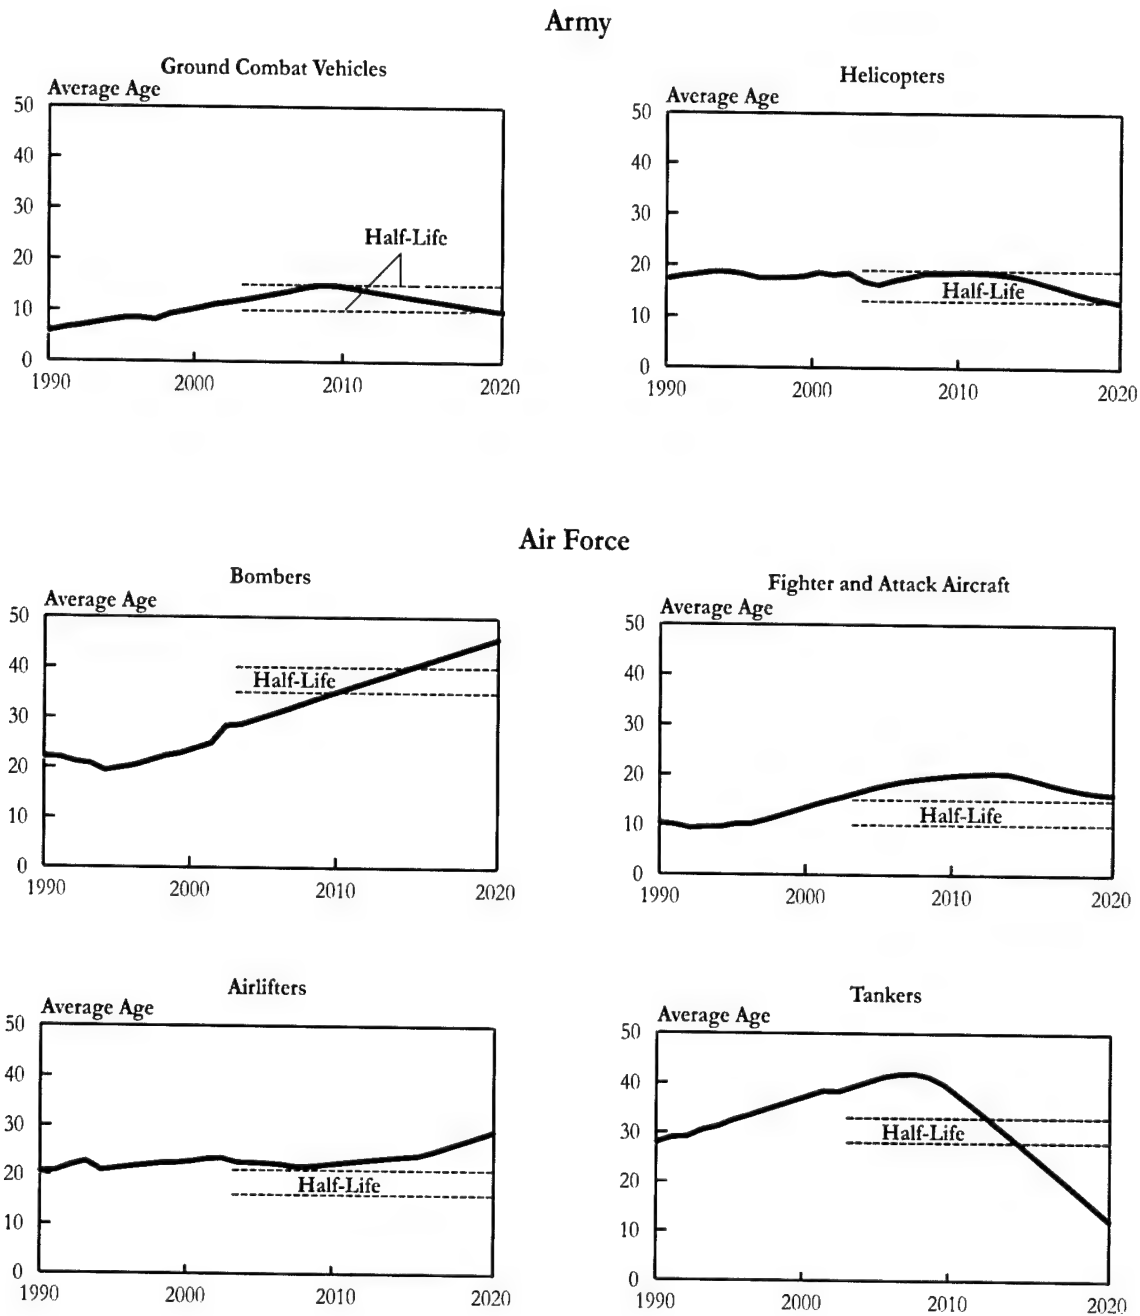 Army
Ground Combat Vehicles
Average Age
50
40
30
20
10
0
Half-Life
1990 2000 2010 2020
Helicopters
Average Age
50
40
30
20
10
0
Half-Life
1990 2000 2010 2020
Air Force
Bombers
Average Age
50
40
30
20
10
0
Half-Life
1990 2000 2010 2020
Fighter and Attack Aircraft
Average Age
50
40
30
20
10
0
Half-Life
1990 2000 2010 2020
Airlifters
Average Age
50
40
30
20
10
0
Half-Life
1990 2000 2010 2020
Tankers
Average Age
50
40
30
20
10
0
Half-Life
1990 2000 2010 2020